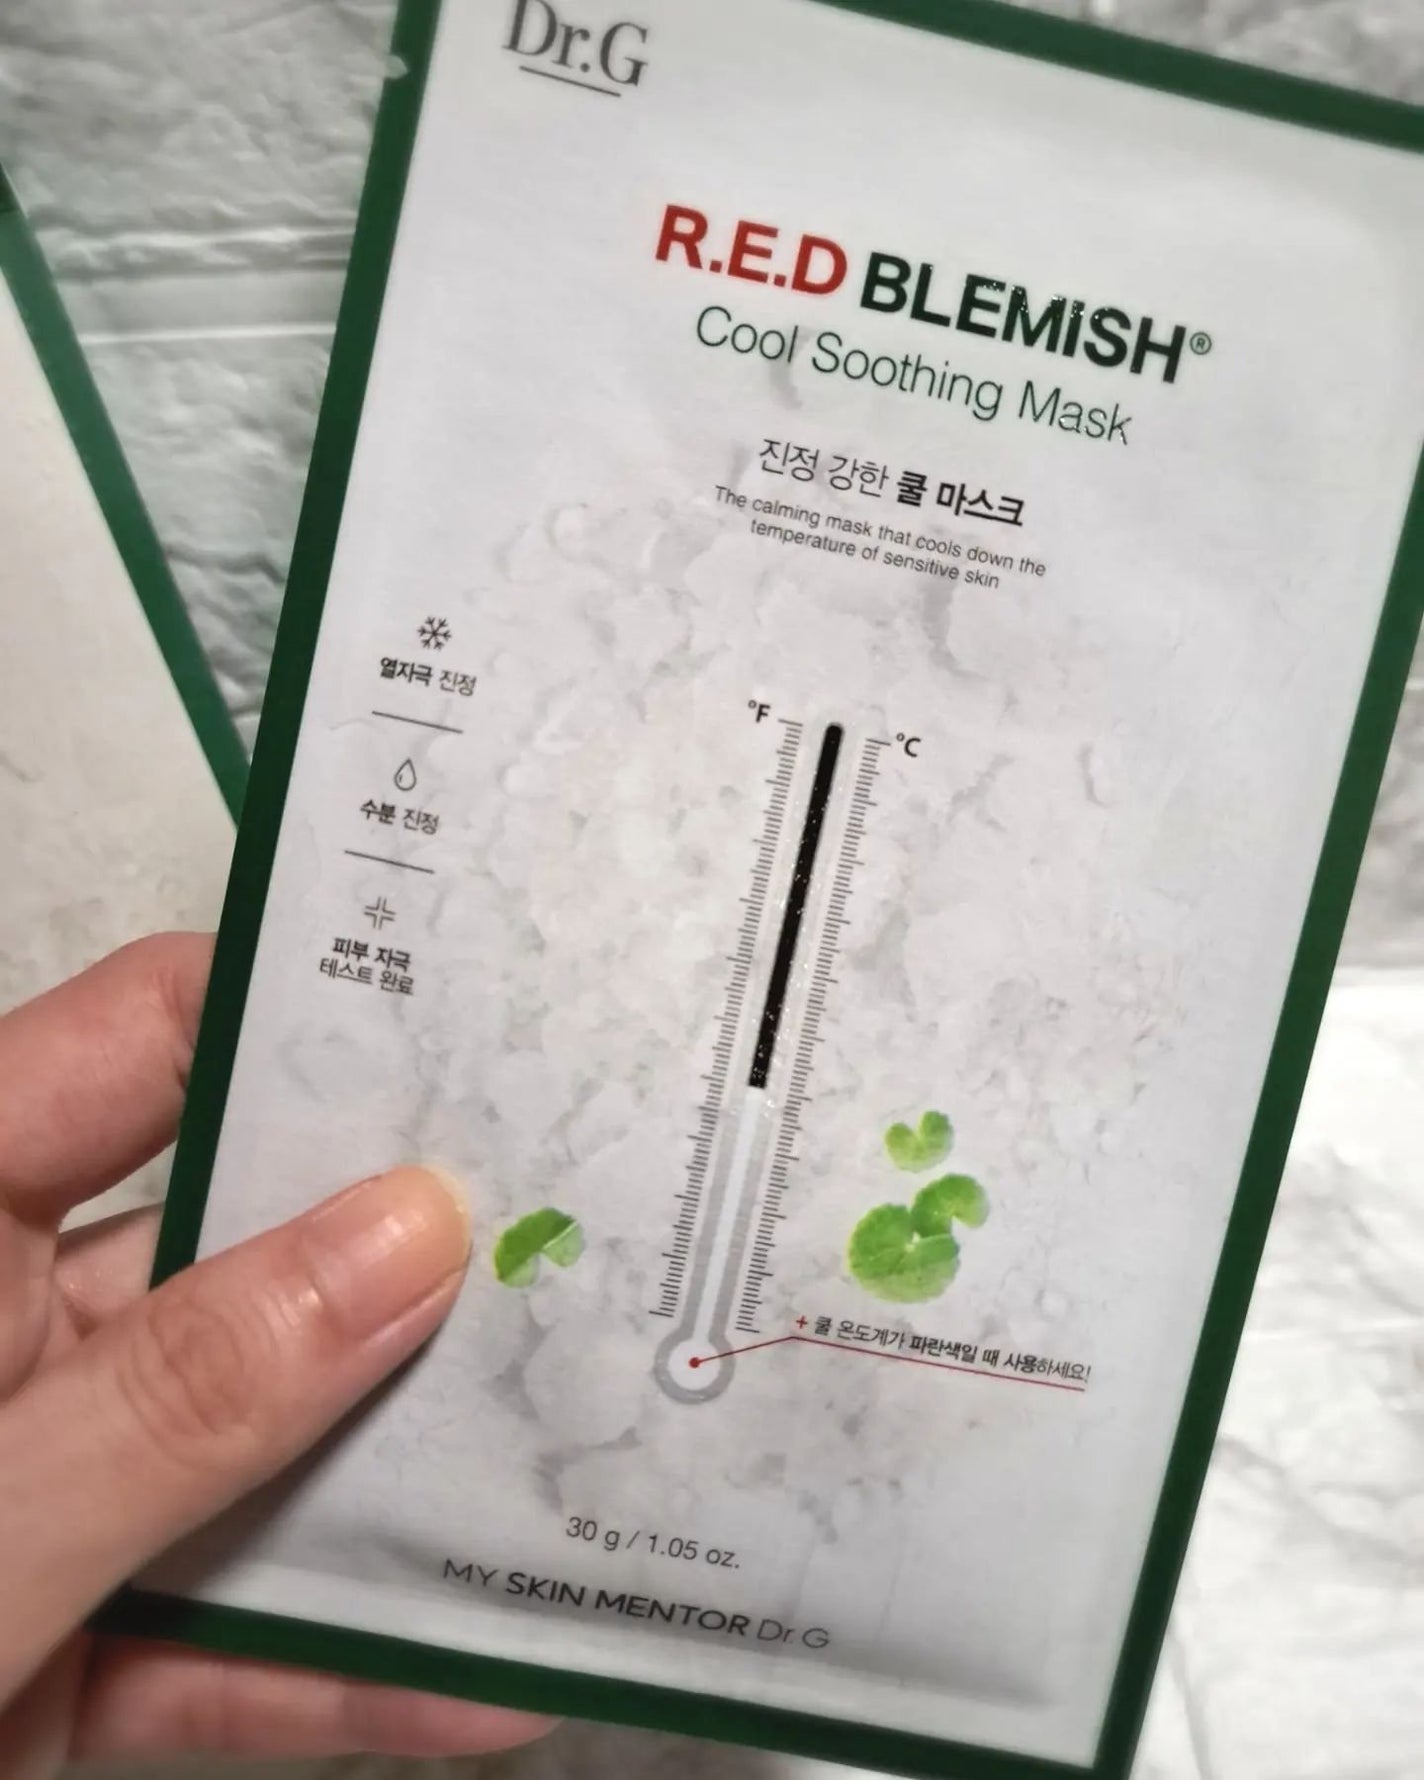 Dr.G
R.E.D BLEMISH®
Cool Soothing Mask
진정 강한 쿨 마스크
The calming mask that cools down the
temperature of sensitive skin
열자극 진정
수분 진정
피부 자극
테스트 완료
°F
°C
+ 쿨 온도계가 파란색일 때 사용하세요!
30 g / 1.05 oz.
MY SKIN MENTOR Dr.G